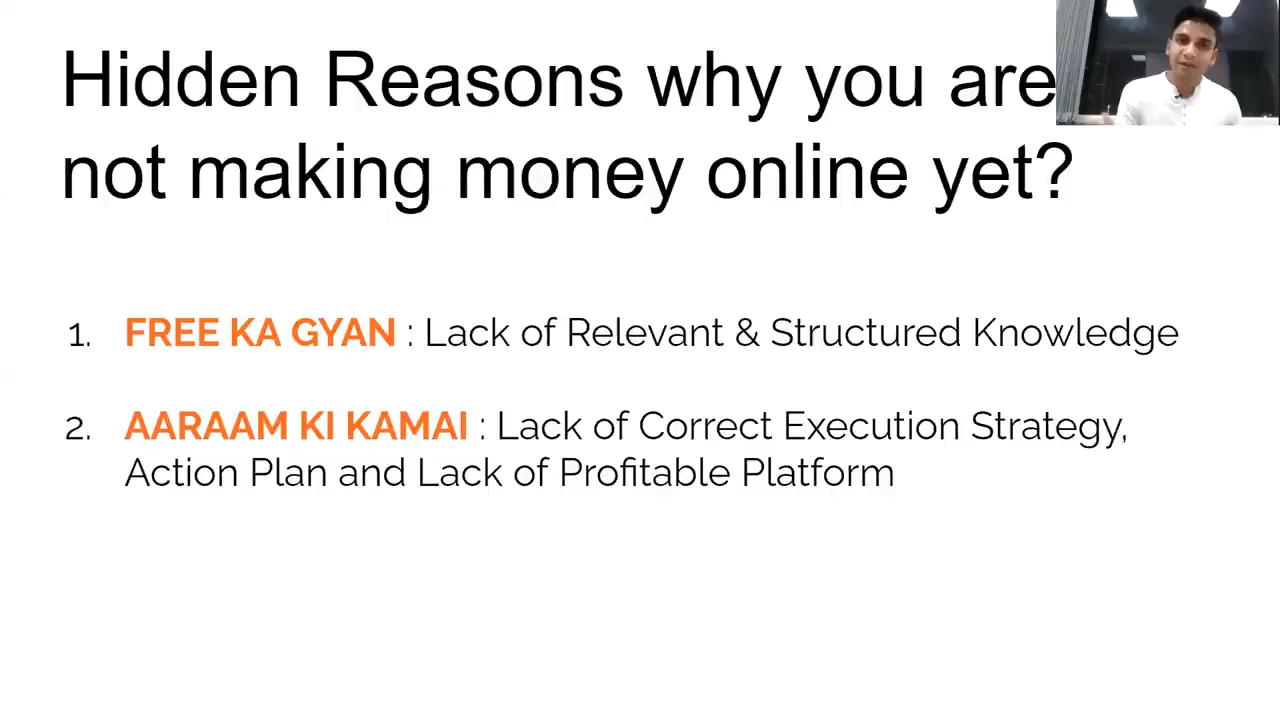 Hidden Reasons why you are
not making money online yet?
1. FREE KA GYAN : Lack of Relevant & Structured Knowledge
2. AARAAM KI KAMAI : Lack of Correct Execution Strategy,
Action Plan and Lack of Profitable Platform